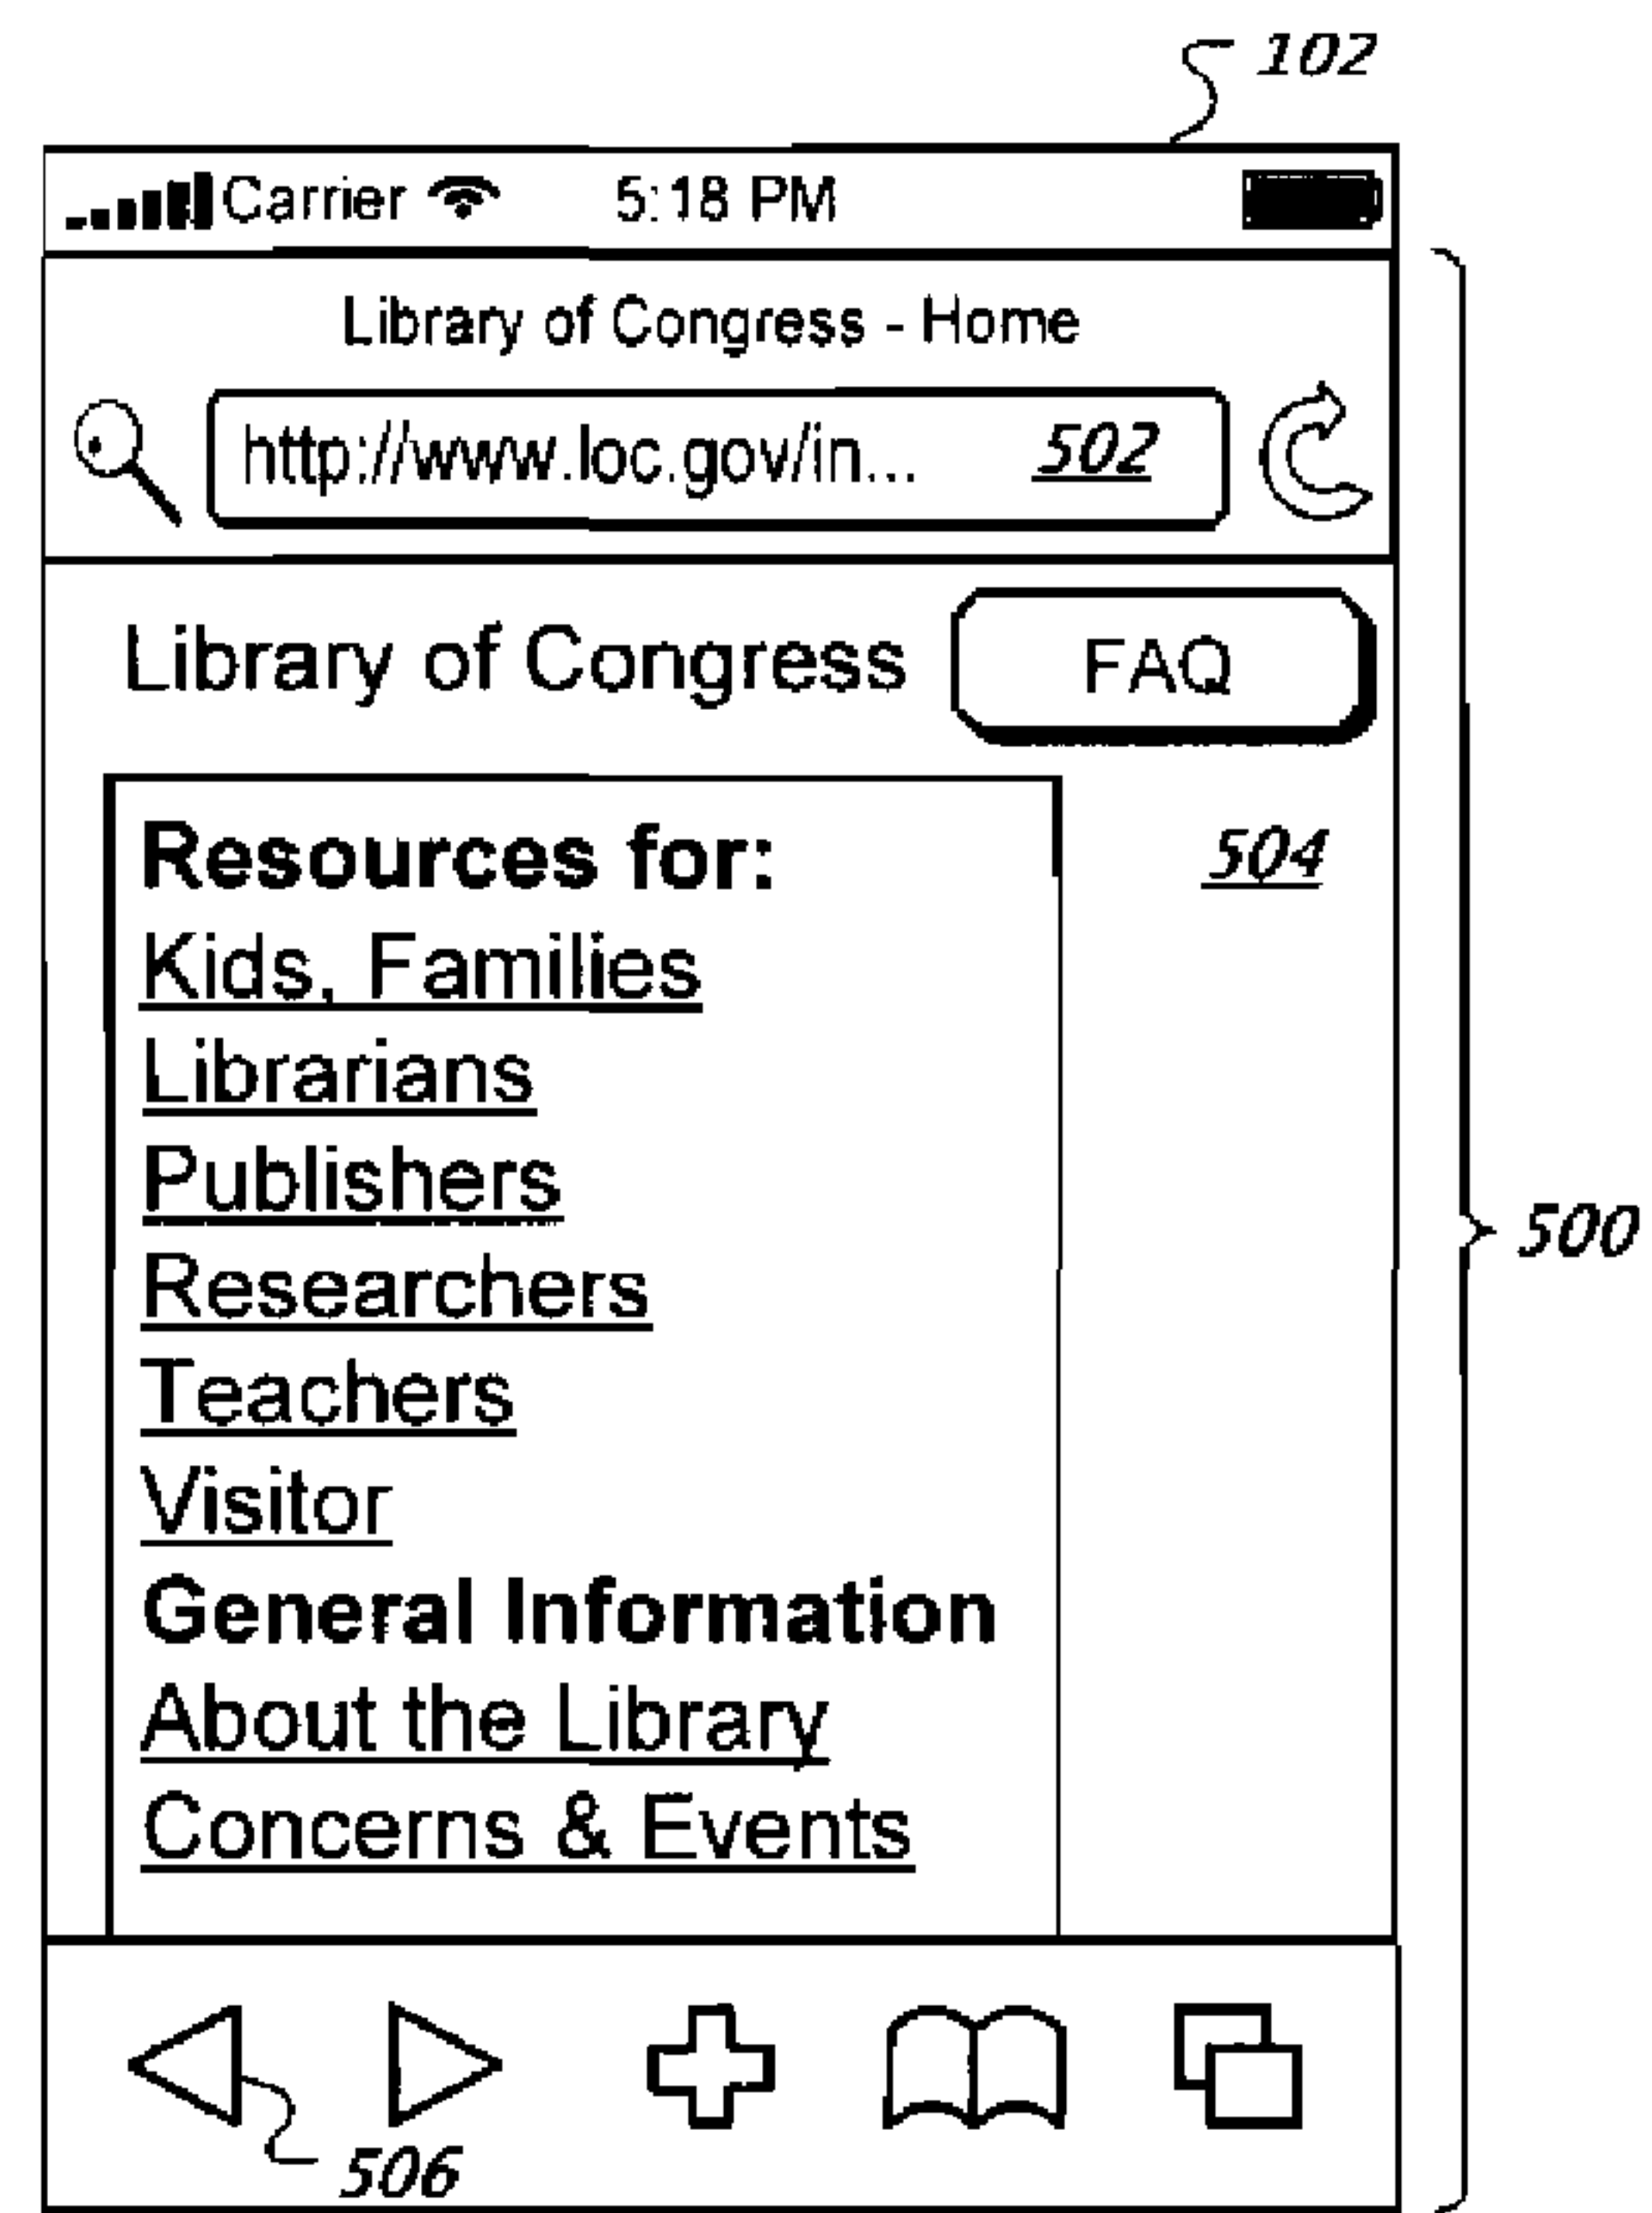 102
Carrier 5:18 PM
Library of Congress - Home
http://www.loc.gov/in... 502
Library of Congress FAQ
Resources for:
504
Kids, Families
Librarians
Publishers
500
Researchers
Teachers
Visitor
General Information
About the Library
Concerns & Events
506